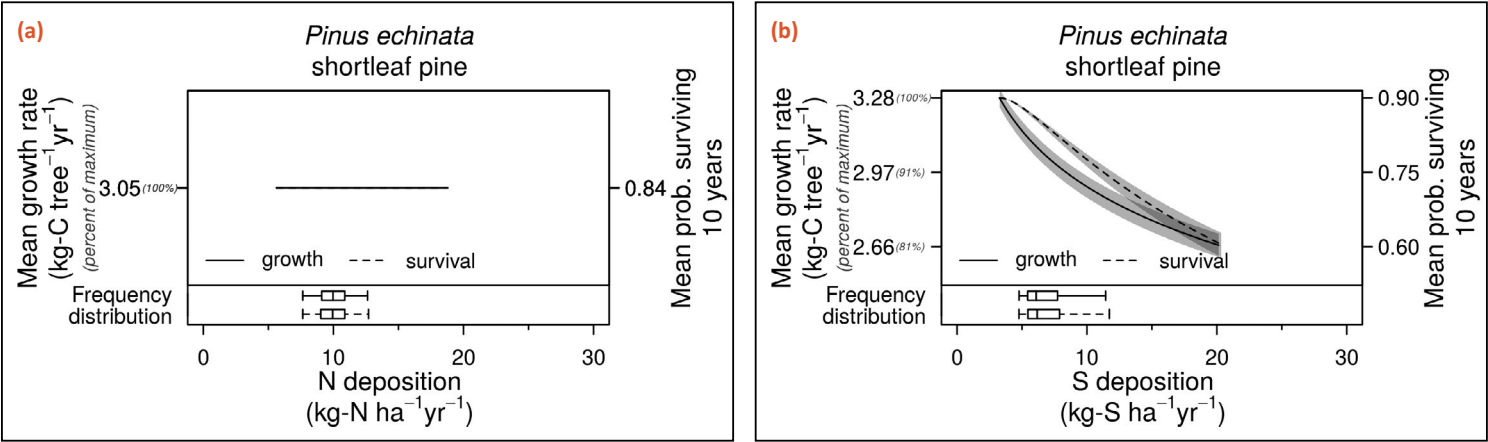 (a)
Pinus echinata
shortleaf pine
Mean growth rate
(kg-C tree⁻¹yr⁻¹)
(percent of maximum)
3.05 (100%)
0.84
Mean prob. surviving
10 years
growth
survival
Frequency
distribution
0 10 20 30
N deposition
(kg-N ha⁻¹yr⁻¹)
(b)
Pinus echinata
shortleaf pine
Mean growth rate
(kg-C tree⁻¹yr⁻¹)
(percent of maximum)
3.28 (100%)
2.97 (91%)
2.66 (81%)
0.90
0.75
0.60
Mean prob. surviving
10 years
growth
survival
Frequency
distribution
0 10 20 30
S deposition
(kg-S ha⁻¹yr⁻¹)